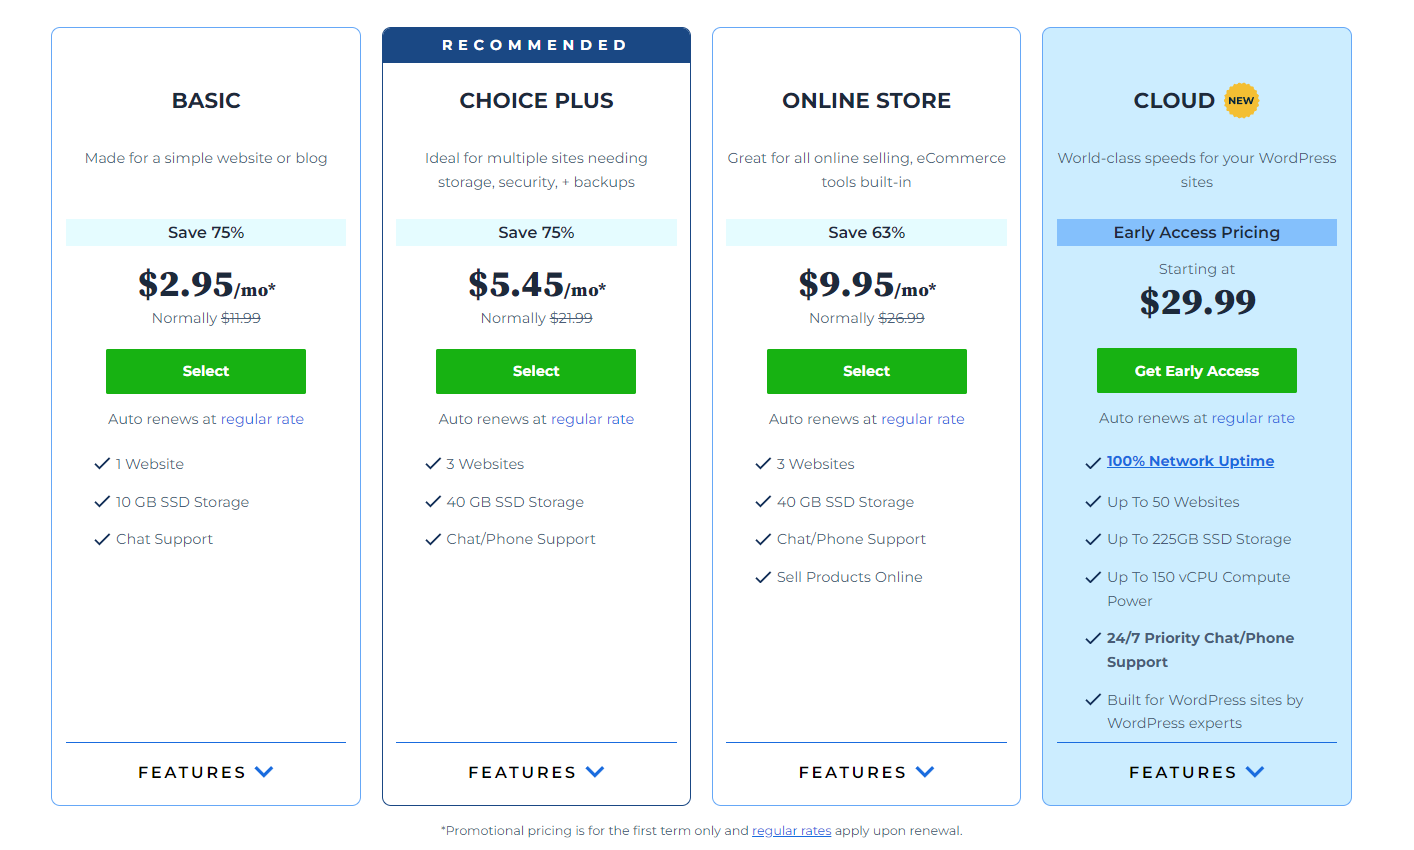 BASIC
Made for a simple website or blog
Save 75%
$2.95/mo*
Normally $11.99
Select
Auto renews at regular rate
1 Website
10 GB SSD Storage
Chat Support
FEATURES
RECOMMENDED
CHOICE PLUS
Ideal for multiple sites needing
storage, security, + backups
Save 75%
$5.45/mo*
Normally $21.99
Select
Auto renews at regular rate
3 Websites
40 GB SSD Storage
Chat/Phone Support
FEATURES
ONLINE STORE
Great for all online selling, eCommerce
tools built-in
Save 63%
$9.95/mo*
Normally $26.99
Select
Auto renews at regular rate
3 Websites
40 GB SSD Storage
Chat/Phone Support
Sell Products Online
FEATURES
CLOUD NEW
World-class speeds for your WordPress
sites
Early Access Pricing
Starting at
$29.99
Get Early Access
Auto renews at regular rate
100% Network Uptime
Up To 50 Websites
Up To 225GB SSD Storage
Up To 150 vCPU Compute
Power
24/7 Priority Chat/Phone
Support
Built for WordPress sites by
WordPress experts
FEATURES
*Promotional pricing is for the first term only and regular rates apply upon renewal.